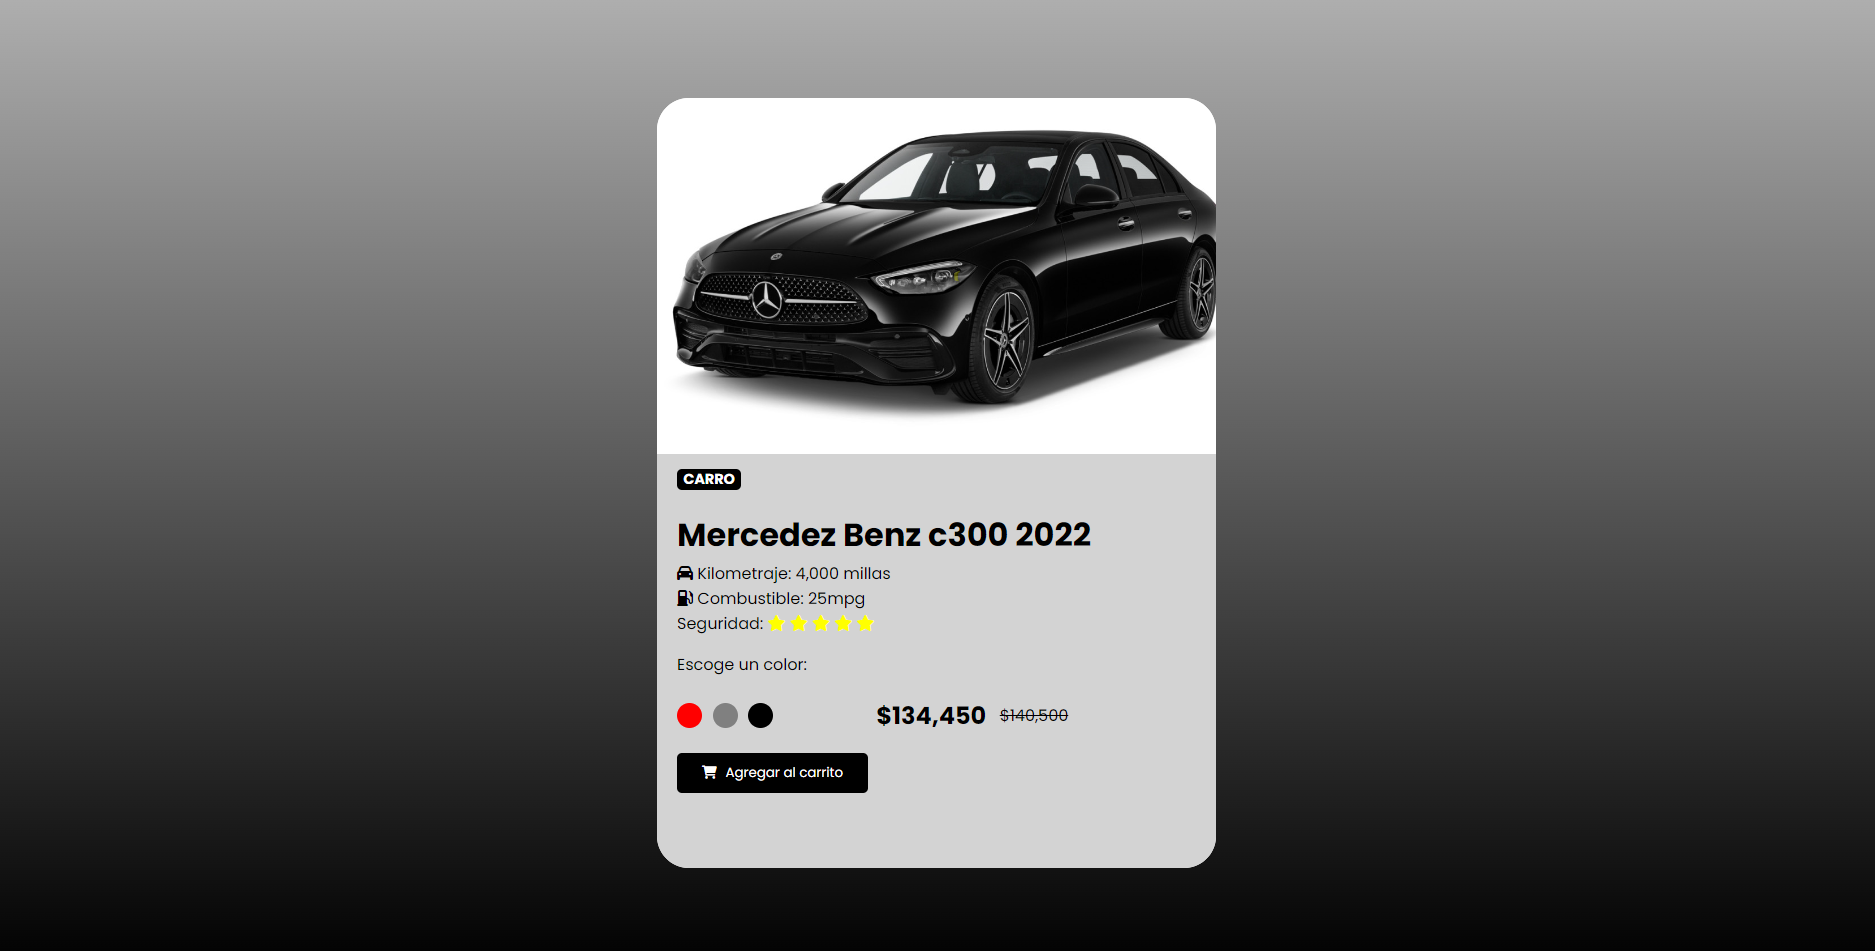 CARRO
Mercedez Benz c300 2022
Kilometraje: 4,000 millas
Combustible: 25mpg
Seguridad:
Escoge un color:
$134,450 $140,500
Agregar al carrito